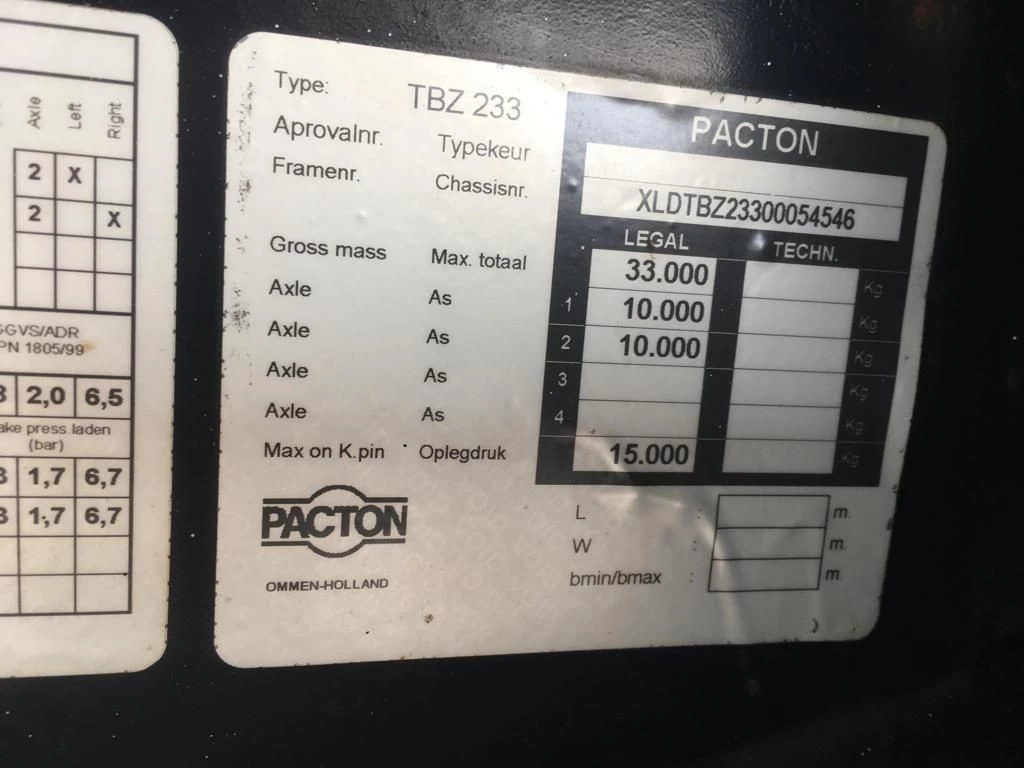 Axle Left Right
2 X
2 X
GGVS/ADR
PN 1805/99
2,0 6,5
ake press.laden
(bar)
1,7 6,7
1,7 6,7
Type: TBZ 233
Aprovalnr. Typekeur
Framenr. Chassisnr.
Gross mass Max. totaal
Axle As
Axle As
Axle As
Axle As
Max on K.pin Oplegdruk
PACTON
XLDTBZ23300054546
LEGAL TECHN.
33.000 Kg
1 10.000 Kg
2 10.000 Kg
3 Kg
4 Kg
15.000 Kg
PACTON
OMMEN-HOLLAND
L : m.
W : m.
bmin/bmax : m.